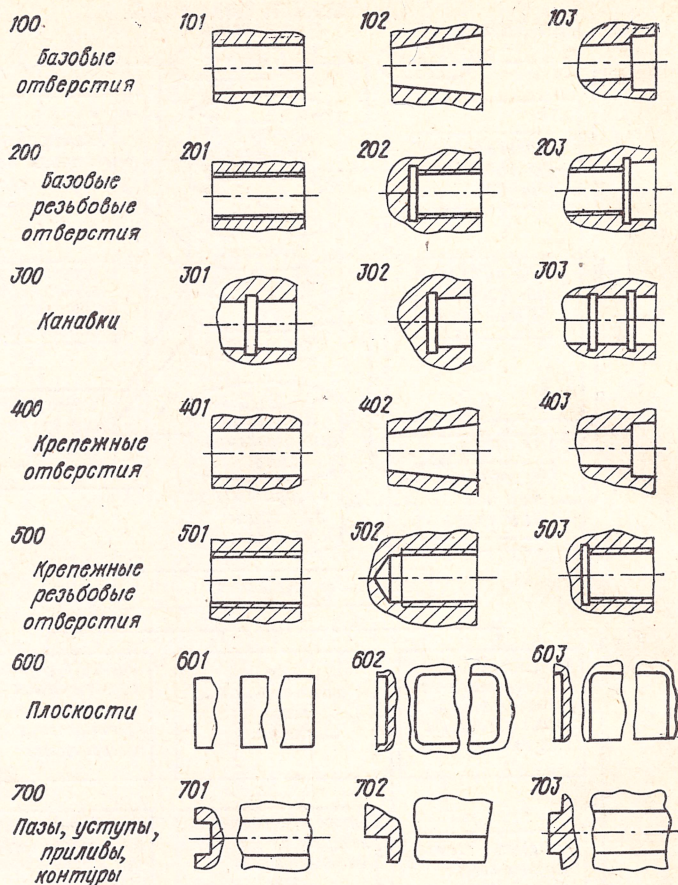 100 101 102 103
Базовые
отверстия
200 201 202 203
Базовые
резьбовые
отверстия
300 301 302 303
Канавки
400 401 402 403
Крепежные
отверстия
500 501 502 503
Крепежные
резьбовые
отверстия
600 601 602 603
Плоскости
700 701 702 703
Пазы, уступы,
приливы,
контуры